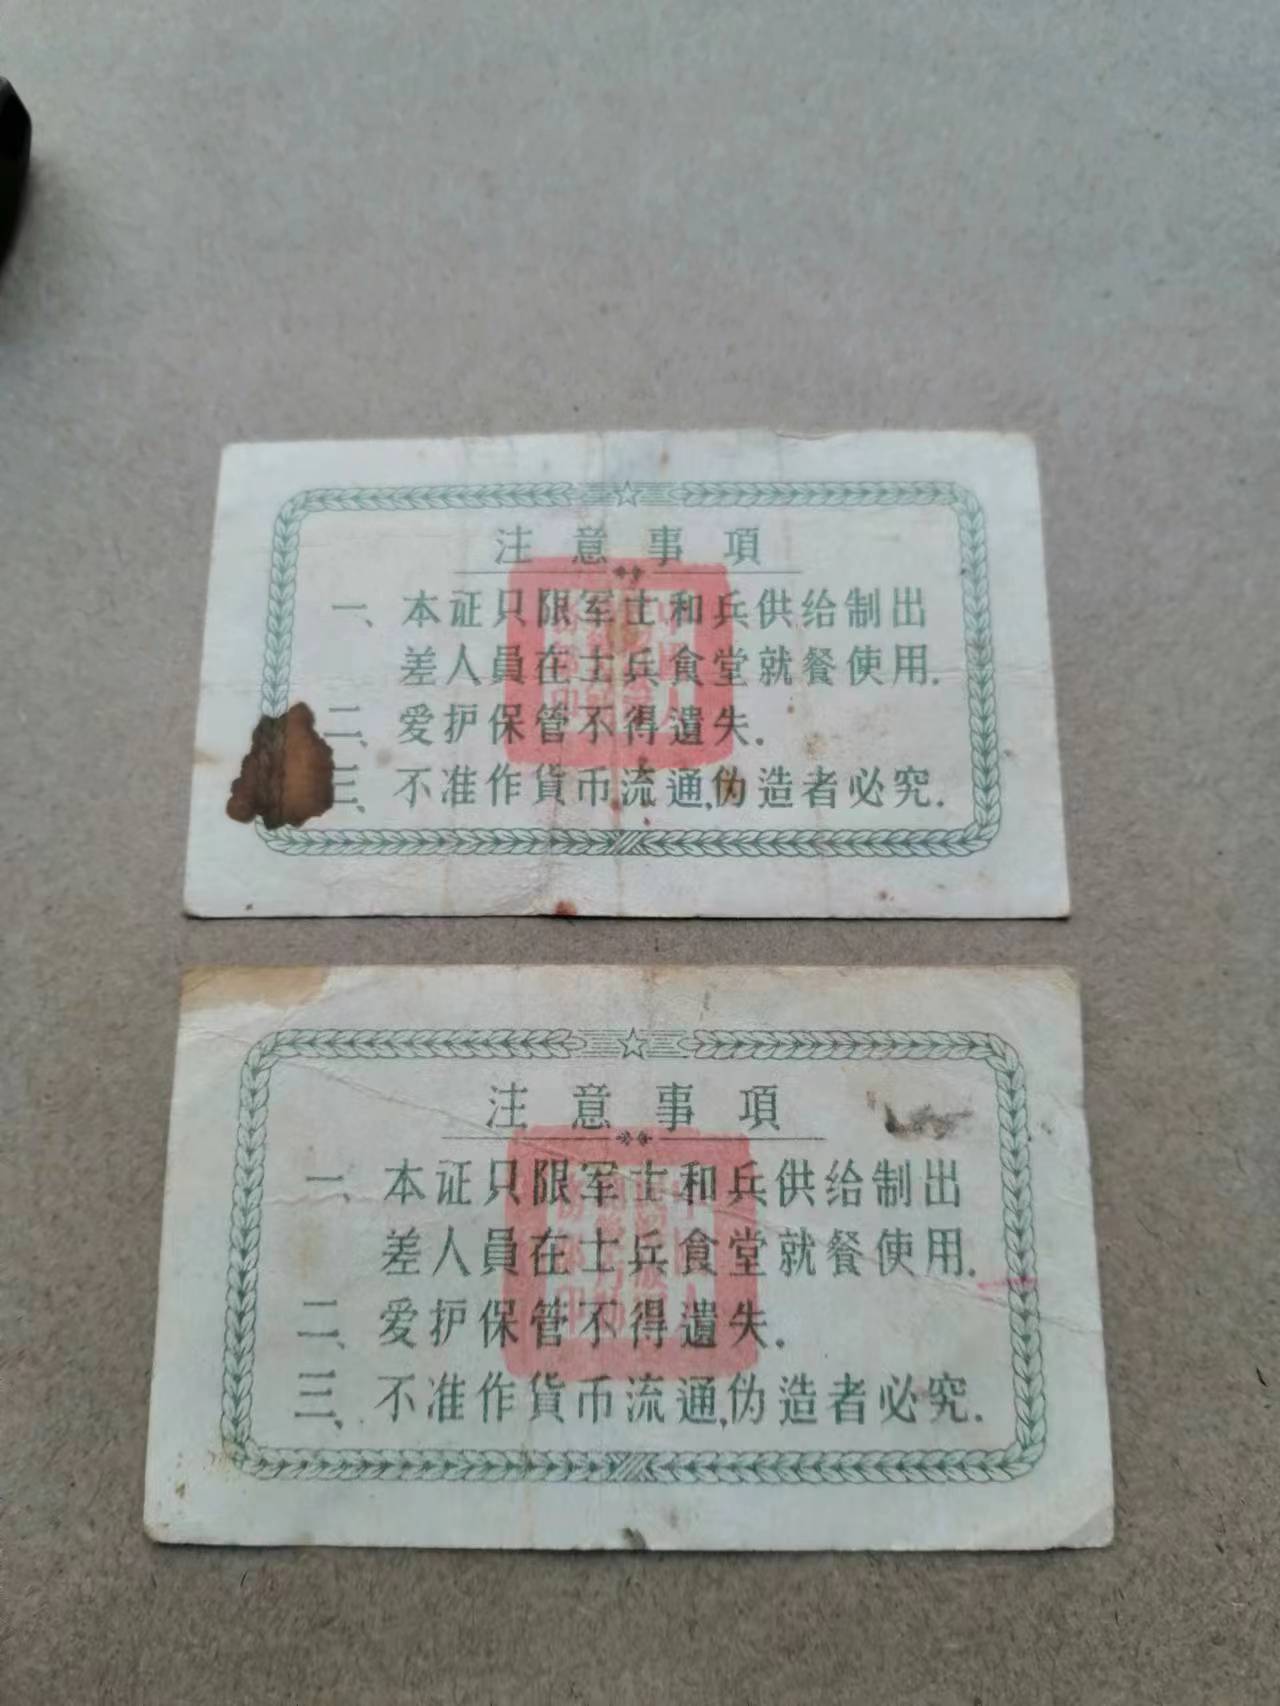 注意事項
一、本证只限军士和兵供给制出
差人員在士兵食堂就餐使用.
二、爱护保管不得遺失.
三、不准作貨币流通,伪造者必究.
注意事項
一、本证只限军士和兵供给制出
差人員在士兵食堂就餐使用.
二、爱护保管不得遺失.
三、不准作貨币流通,伪造者必究.